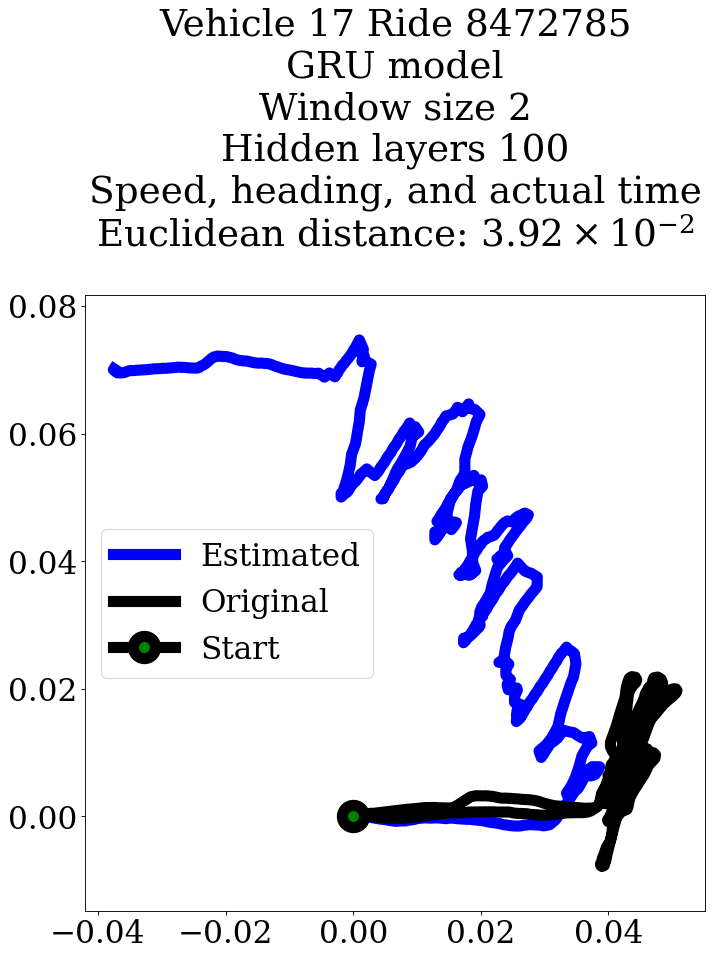 Vehicle 17 Ride 8472785
GRU model
Window size 2
Hidden layers 100
Speed, heading, and actual time
Euclidean distance: 3.92 × 10⁻²
0.08
0.06
0.04
0.02
0.00
Estimated
Original
Start
−0.04 −0.02 0.00 0.02 0.04